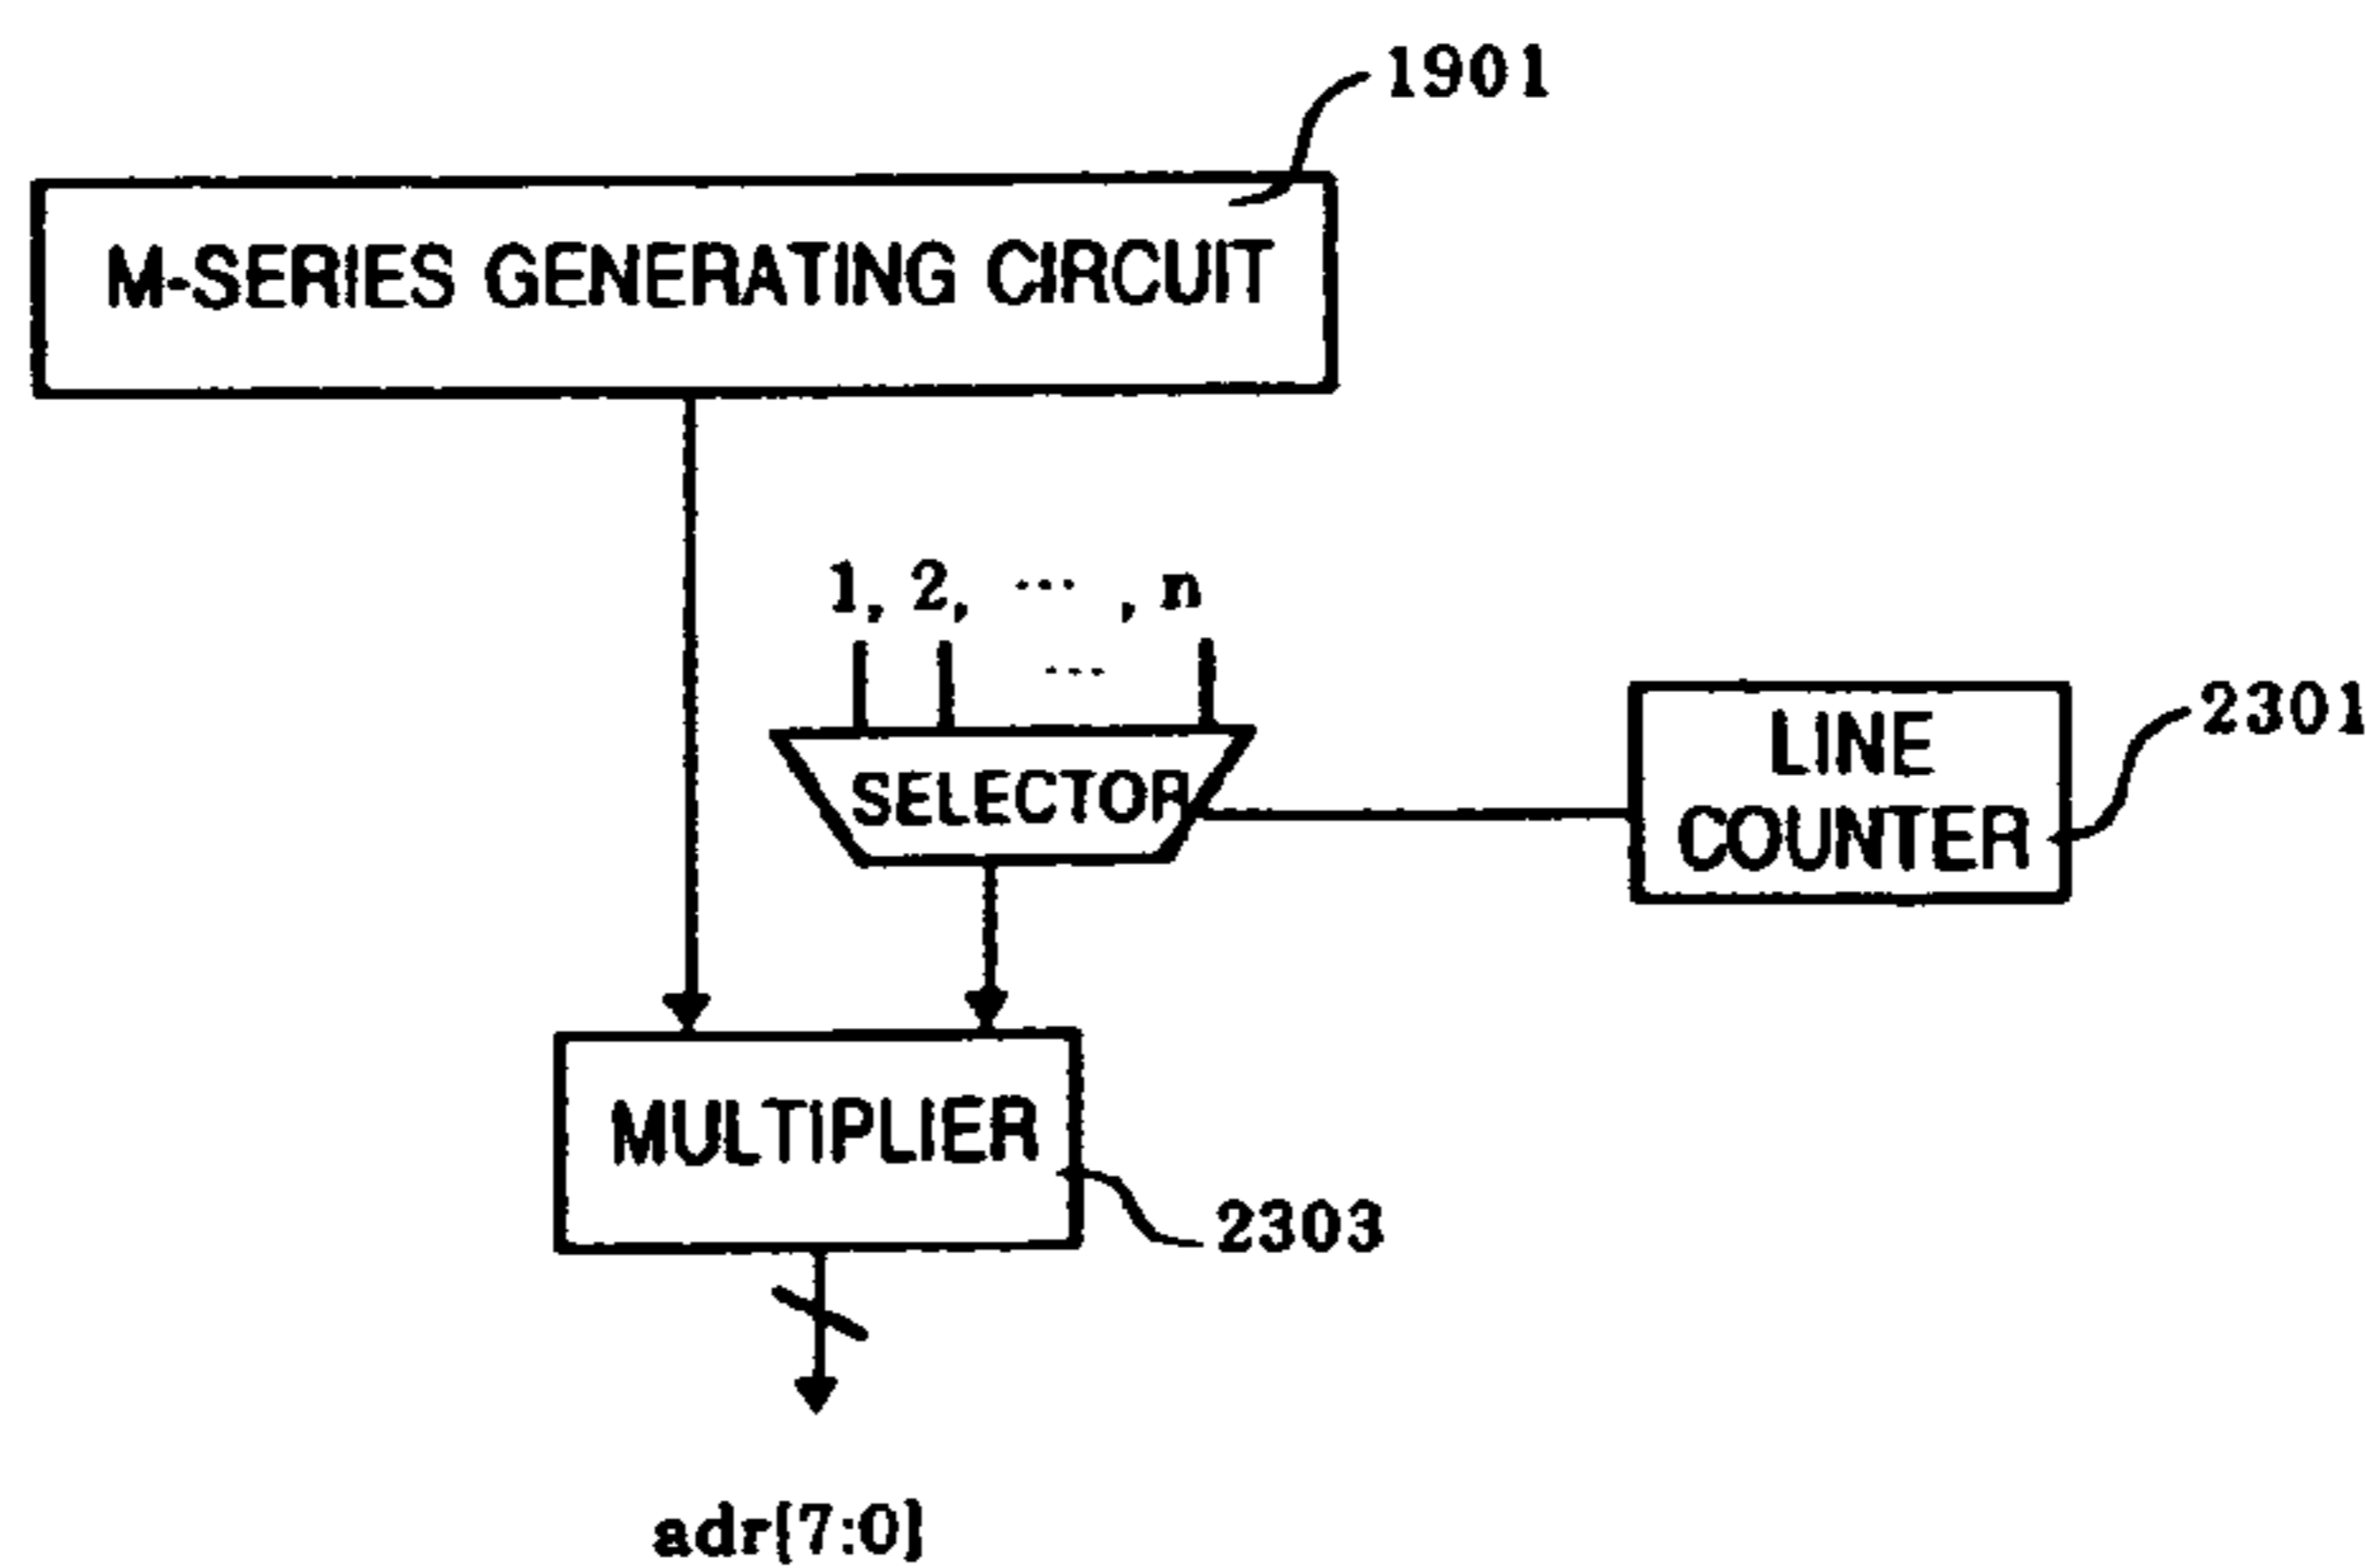 1901
M-SERIES GENERATING CIRCUIT
1, 2, ··· , n
···
SELECTOR
LINE
COUNTER
2301
MULTIPLIER
2303
adr[7:0]